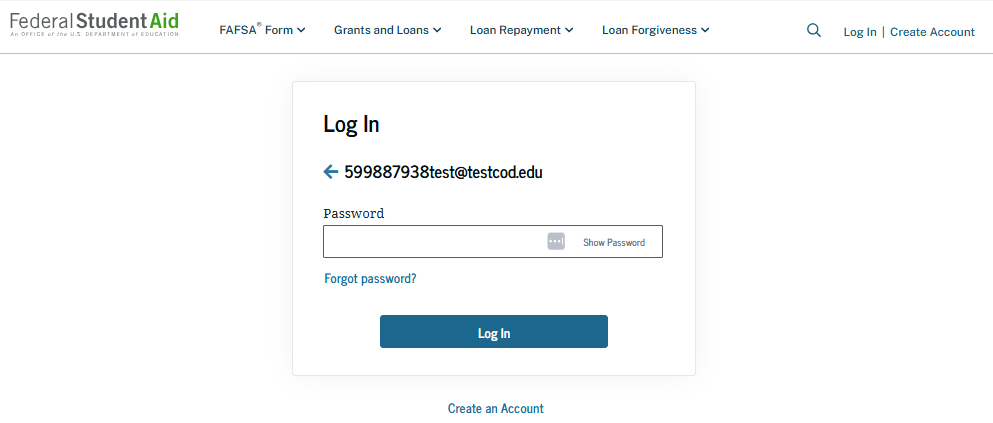 Federal Student Aid
An OFFICE of the U.S. DEPARTMENT of EDUCATION
FAFSA® Form Grants and Loans Loan Repayment Loan Forgiveness Log In | Create Account
Log In
599887938test@testcod.edu
Password
Show Password
Forgot password?
Log In
Create an Account